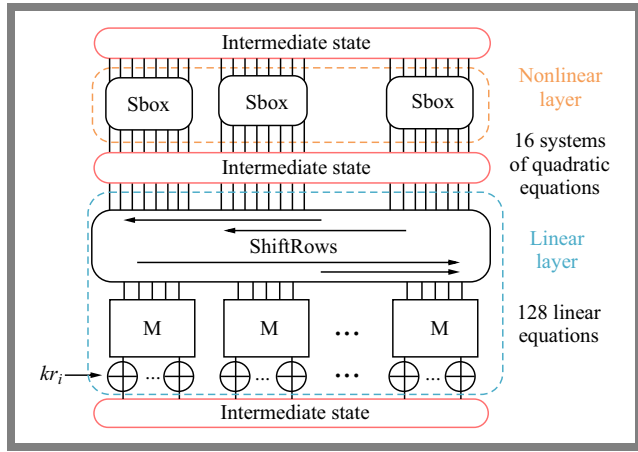 Intermediate state
Nonlinear
layer
Sbox
Sbox
Sbox
16 systems
of quadratic
equations
Intermediate state
ShiftRows
Linear
layer
M
M
...
M
128 linear
equations
kr_i
...
...
...
...
Intermediate state